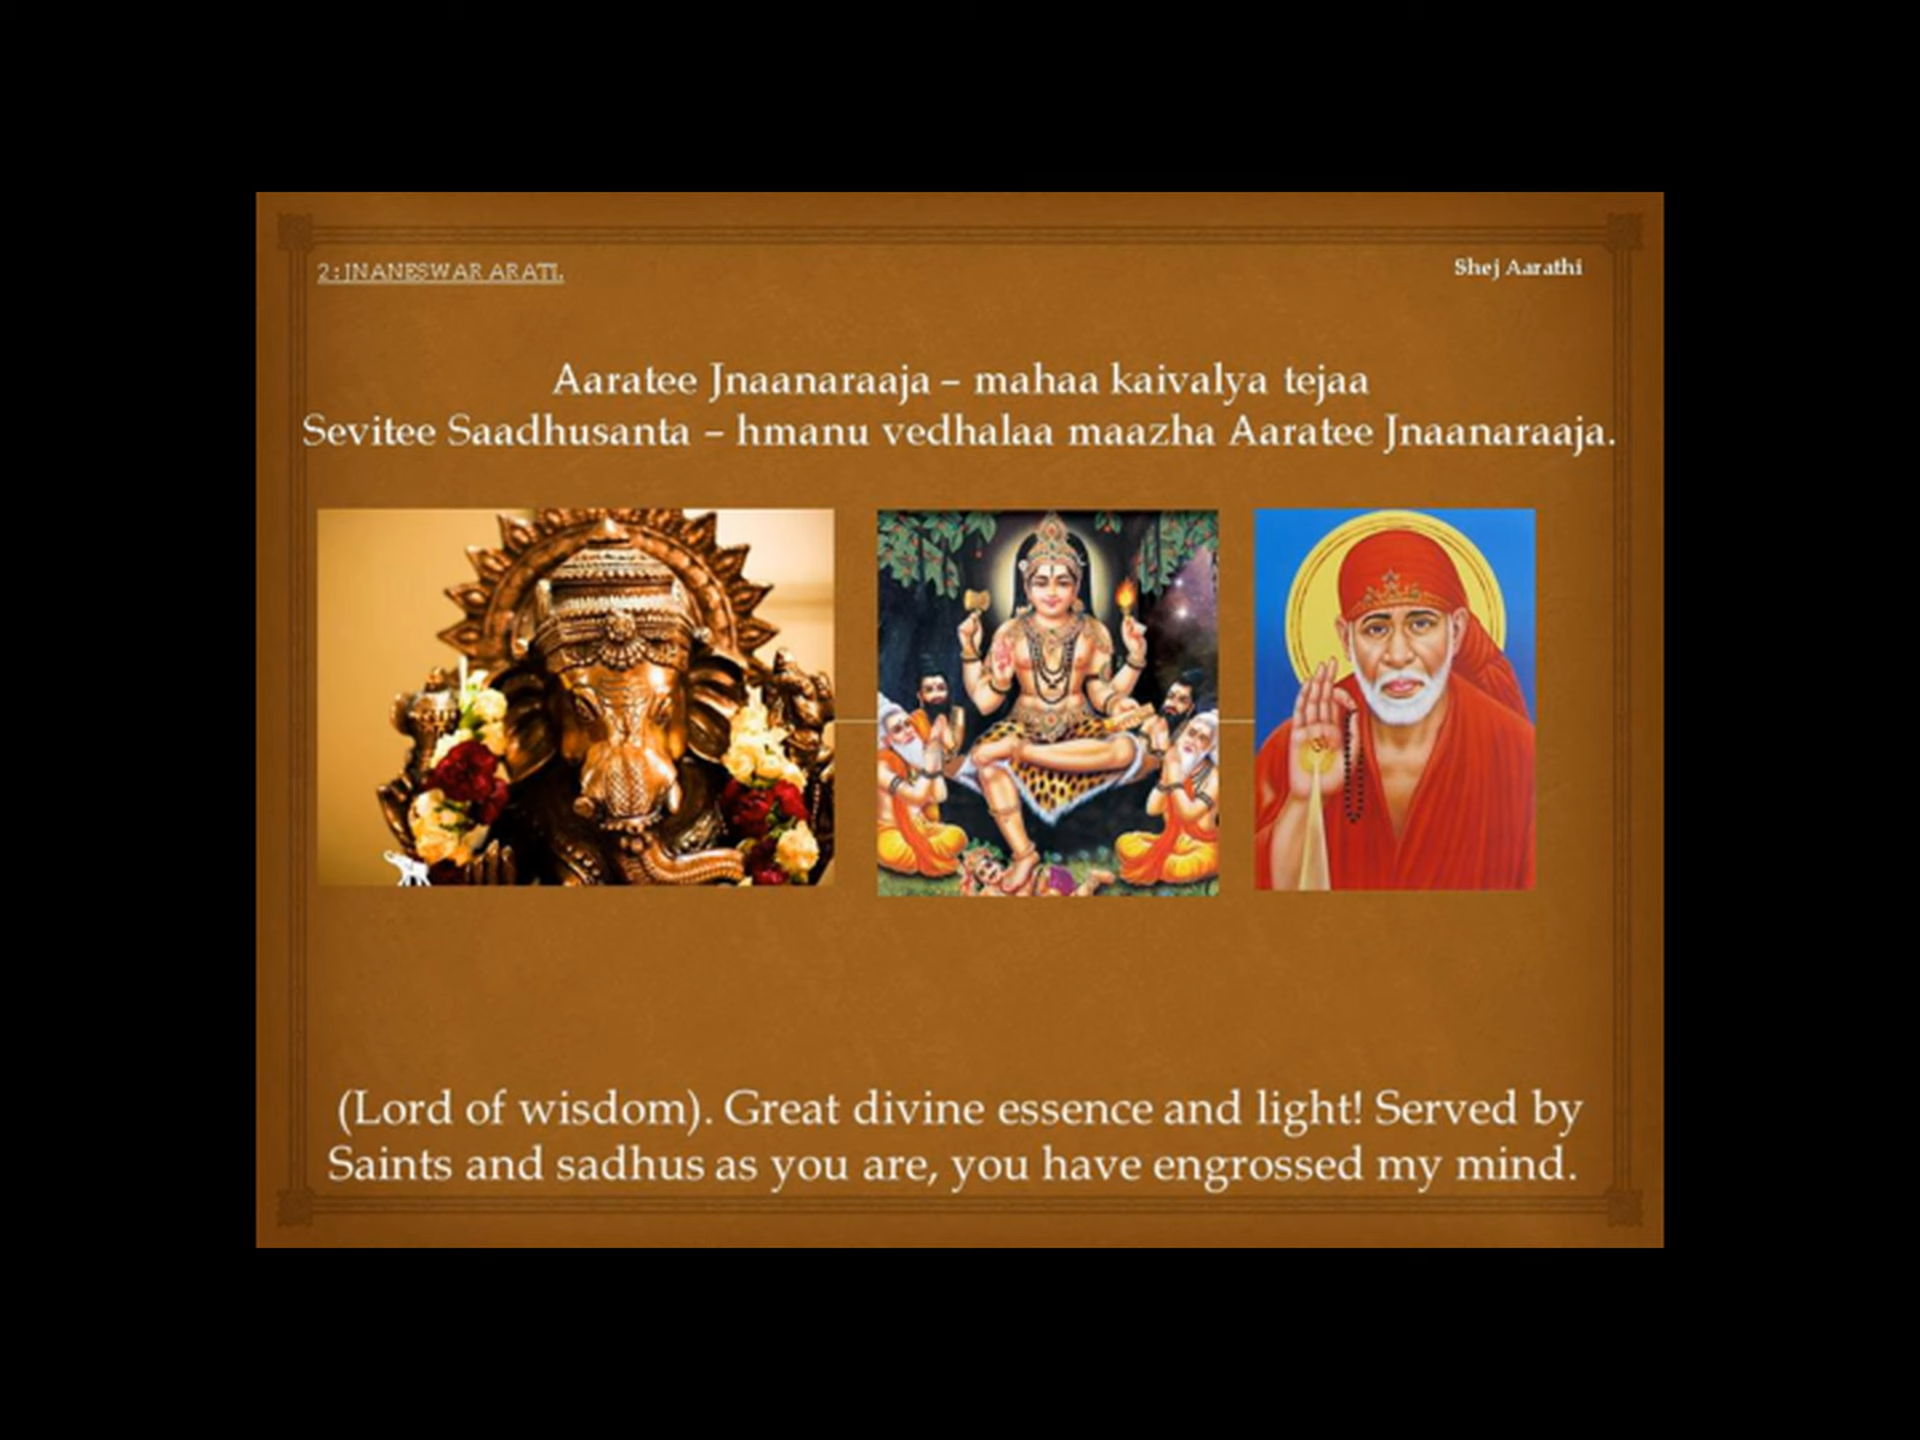 2: JNANESWAR ARATI.
Shej Aarathi
Aaratee Jnaanaraaja – mahaa kaivalya tejaa
Sevitee Saadhusanta – hmanu vedhalaa maazha Aaratee Jnaanaraaja.
(Lord of wisdom). Great divine essence and light! Served by
Saints and sadhus as you are, you have engrossed my mind.